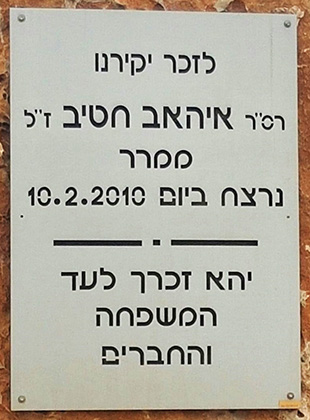 לזכר יקירנו
רס"ר איהאב חטיב ז"ל
ממרר
נרצח ביום 10.2.2010
יהא זכרך לעד
המשפחה
והחברים